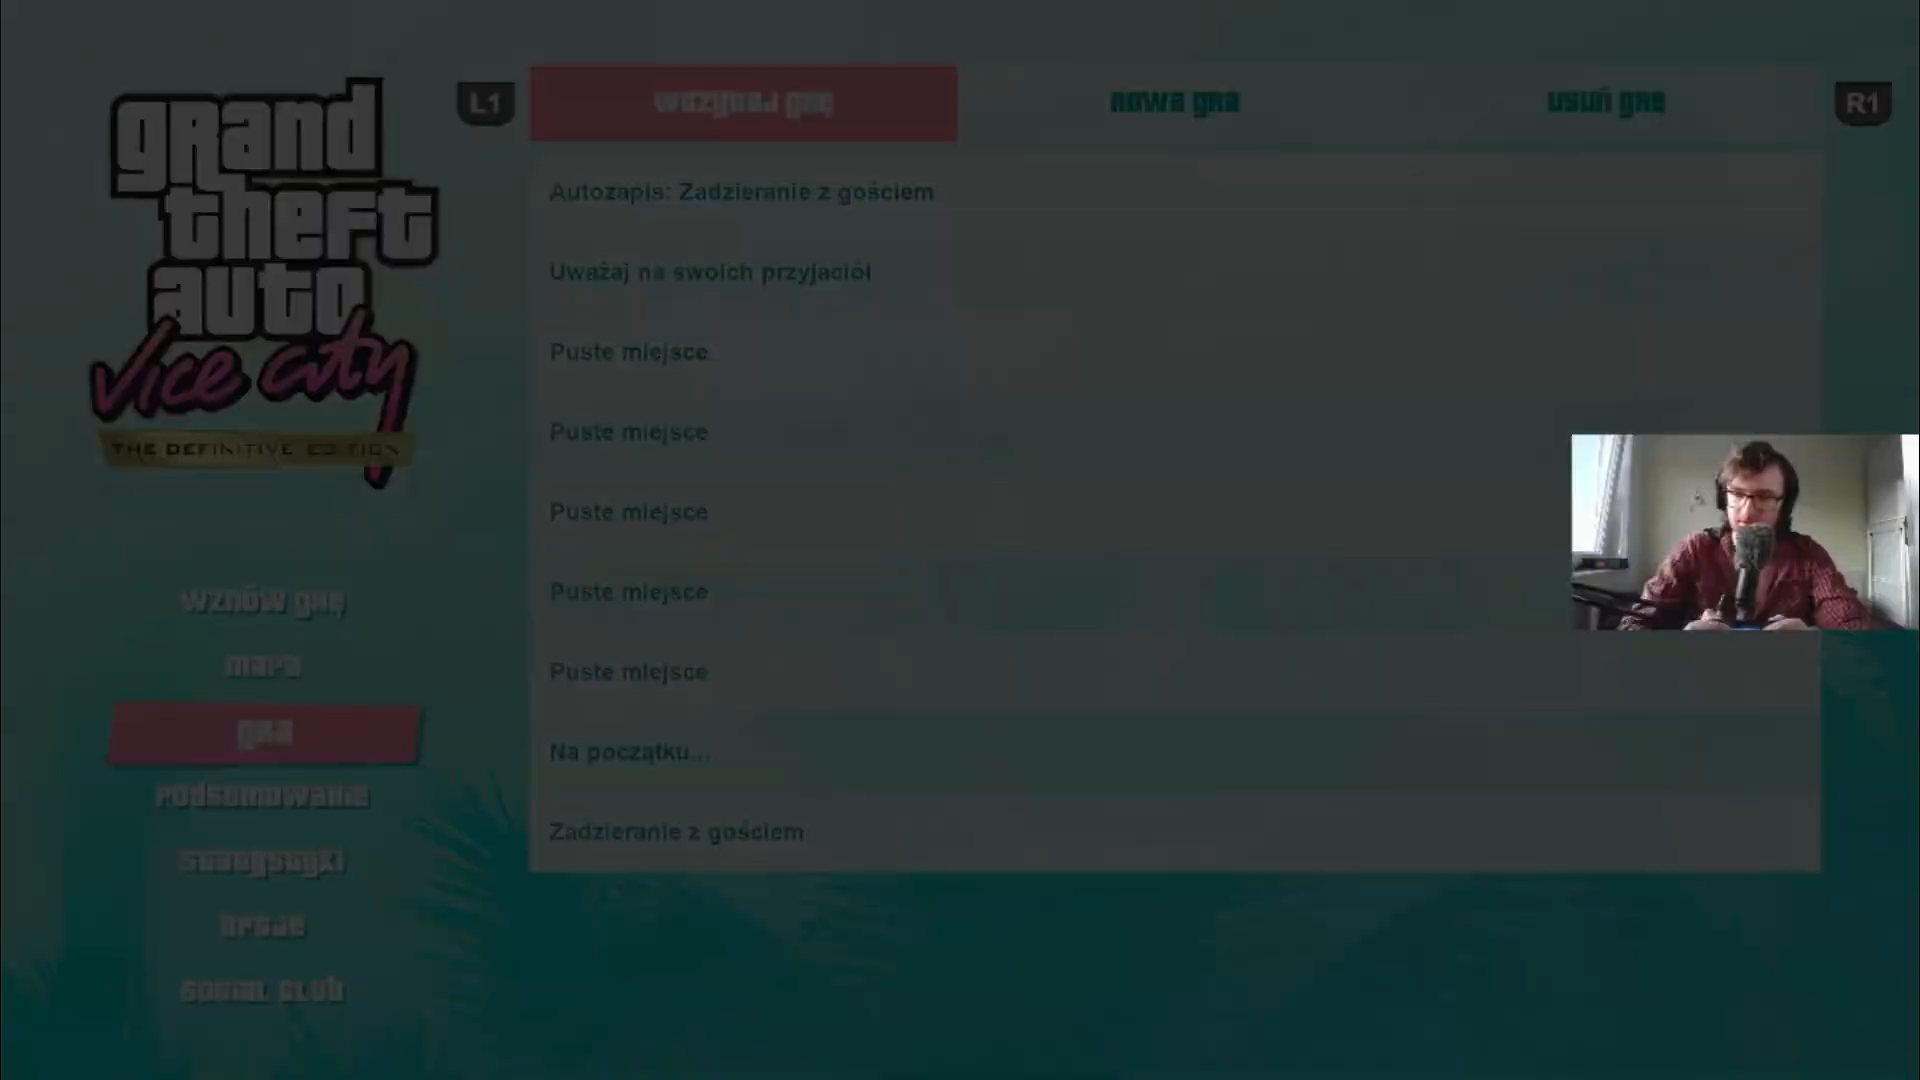 grand
theft
auto
Vice City
THE DEFINITIVE EDITION
L1
wczytaj grę
nowa gra
usuń grę
R1
Autozapis: Zadzieranie z gościem
Uważaj na swoich przyjaciół
Puste miejsce
Puste miejsce
Puste miejsce
Puste miejsce
Puste miejsce
Na początku...
Zadzieranie z gościem
wznów grę
mapa
gra
podsumowanie
statystyki
opcje
social club